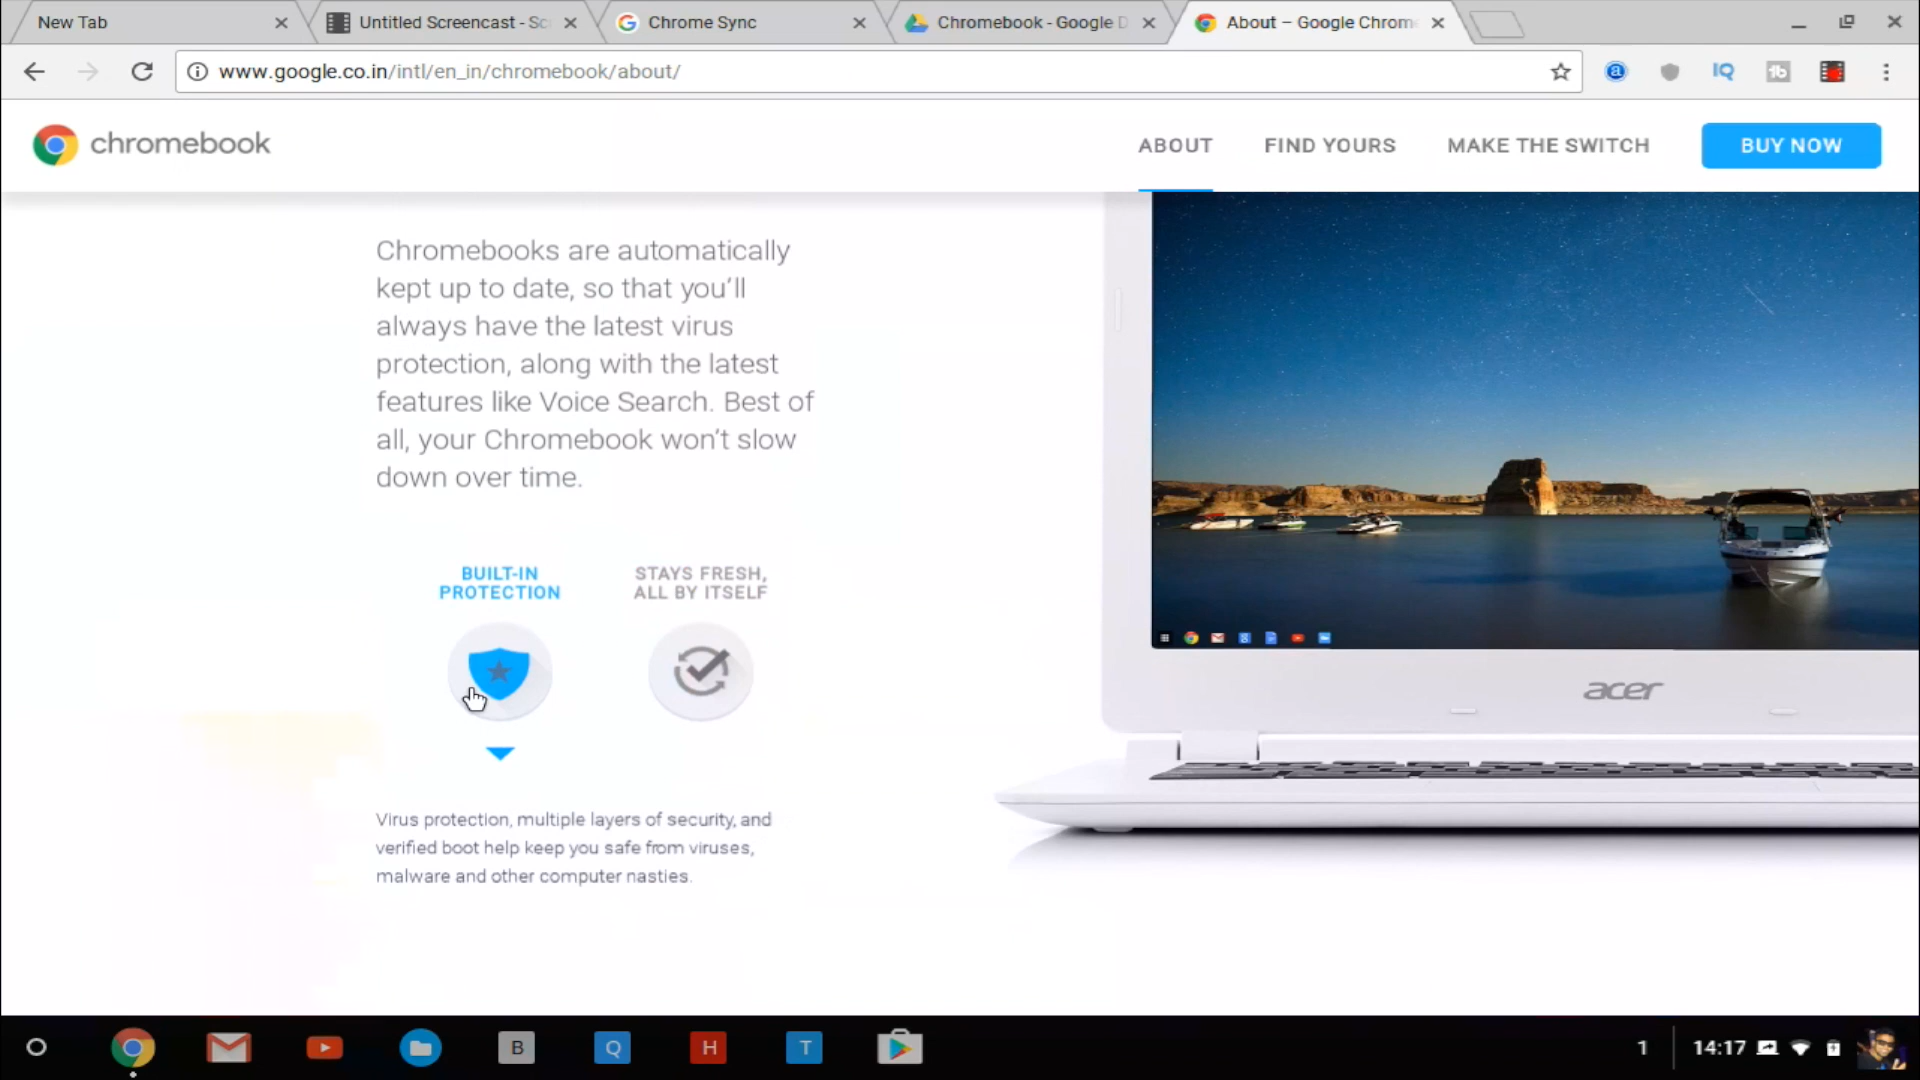 New Tab
Untitled Screencast - Sc
Chrome Sync
Chromebook - Google D
About – Google Chrom
www.google.co.in/intl/en_in/chromebook/about/
a
IQ
tb
chromebook
ABOUT
FIND YOURS
MAKE THE SWITCH
BUY NOW
Chromebooks are automatically
kept up to date, so that you'll
always have the latest virus
protection, along with the latest
features like Voice Search. Best of
all, your Chromebook won't slow
down over time.
BUILT-IN
PROTECTION
STAYS FRESH,
ALL BY ITSELF
Virus protection, multiple layers of security, and
verified boot help keep you safe from viruses,
malware and other computer nasties.
acer
B
Q
H
T
1
14:17